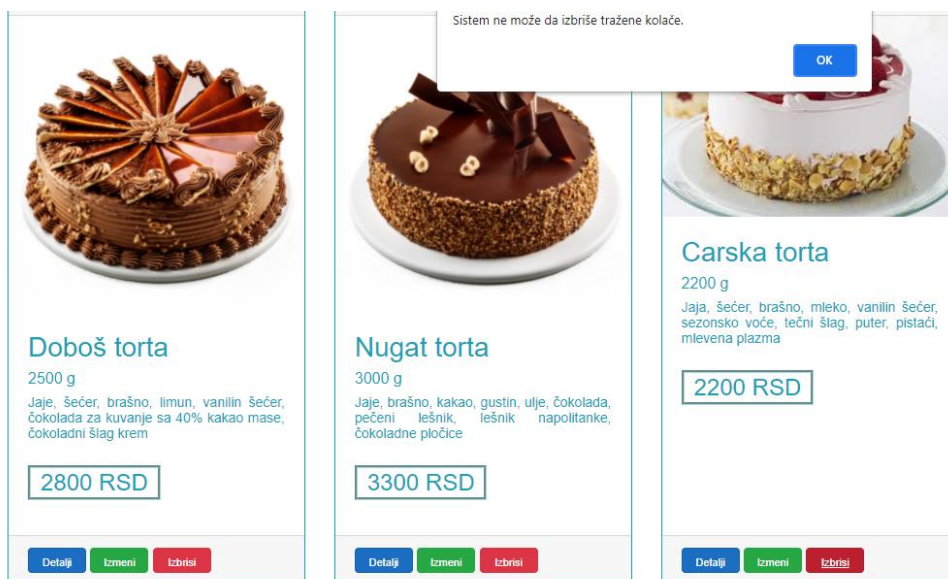 Sistem ne može da izbriše tražene kolače.
OK
Doboš torta
2500 g
Jaje, šećer, brašno, limun, vanilin šećer,
čokolada za kuvanje sa 40% kakao mase,
čokoladni šlag krem
2800 RSD
Detalji
Izmeni
Izbrisi
Nugat torta
3000 g
Jaje, brašno, kakao, gustin, ulje, čokolada,
pečeni lešnik, lešnik napolitanke,
čokoladne pločice
3300 RSD
Detalji
Izmeni
Izbrisi
Carska torta
2200 g
Jaja, šećer, brašno, mleko, vanilin šećer,
sezonsko voće, tečni šlag, puter, pistaći,
mlevena plazma
2200 RSD
Detalji
Izmeni
Izbrisi